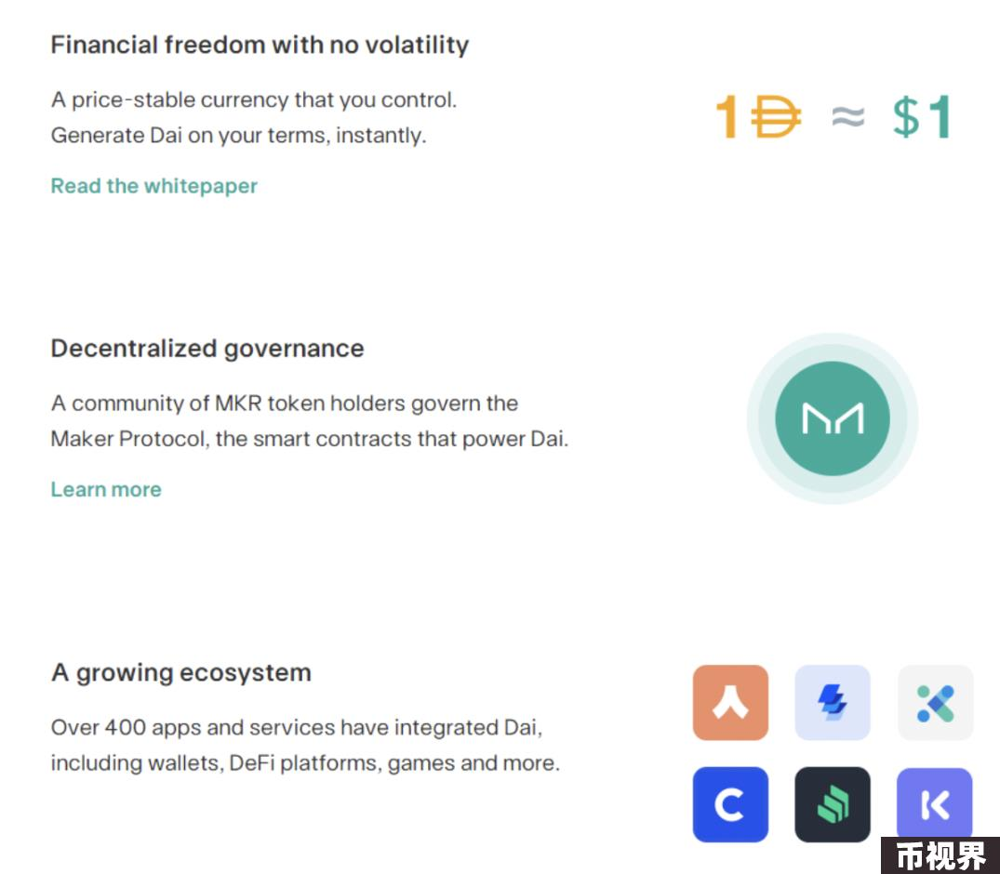 Financial freedom with no volatility
A price-stable currency that you control.
Generate Dai on your terms, instantly.
Read the whitepaper
1 ≈ $1
Decentralized governance
A community of MKR token holders govern the
Maker Protocol, the smart contracts that power Dai.
Learn more
A growing ecosystem
Over 400 apps and services have integrated Dai,
including wallets, DeFi platforms, games and more.
币视界